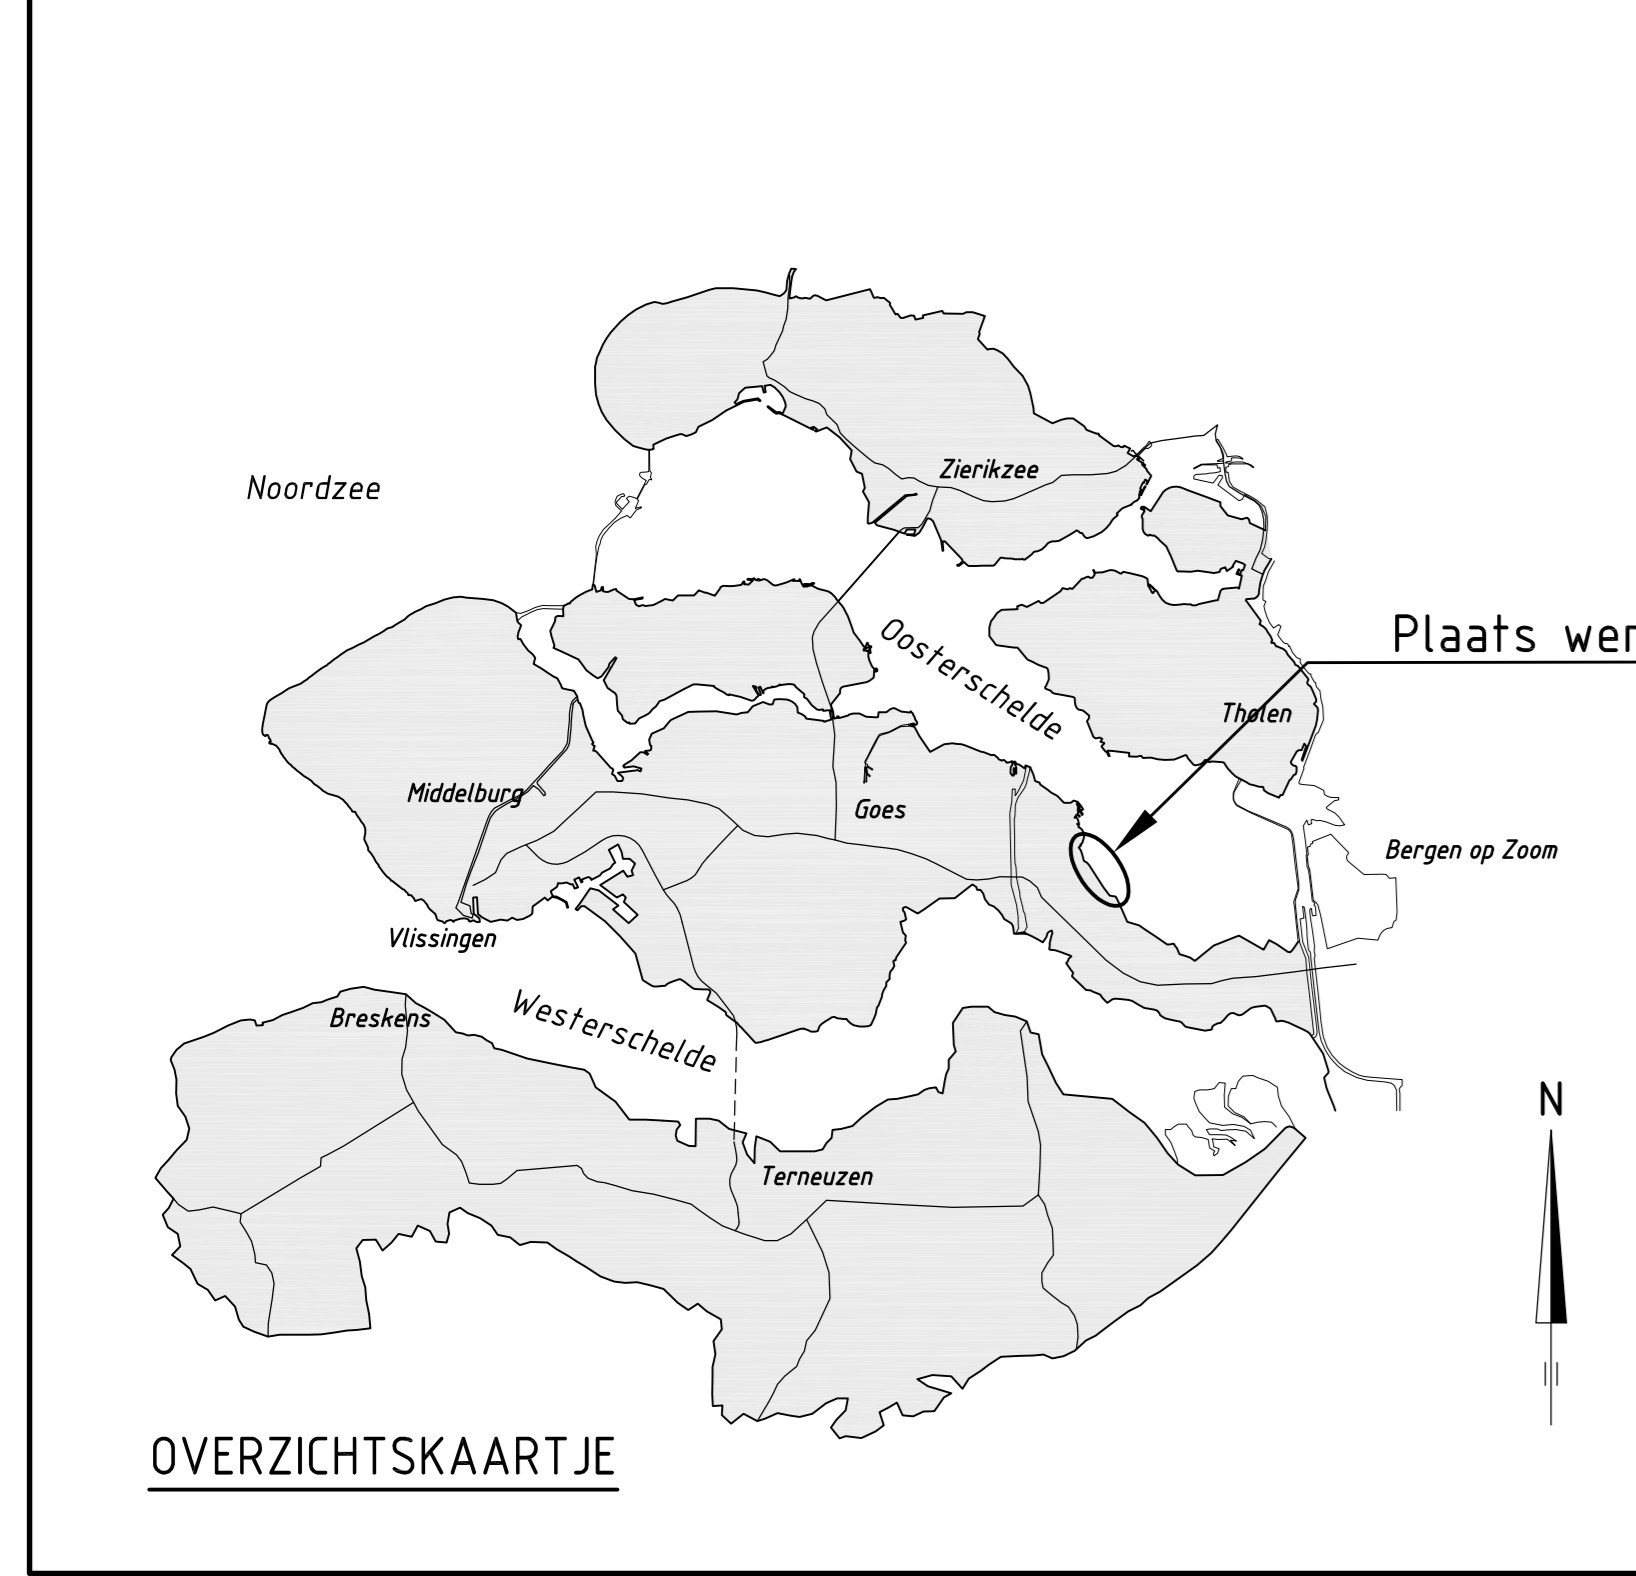 Zierikzee
Noordzee
Oosterschelde
Plaats wer
Tholen
Middelburg
Goes
Bergen op Zoom
Vlissingen
Westerschelde
Breskens
N
Terneuzen
OVERZICHTSKAARTJE